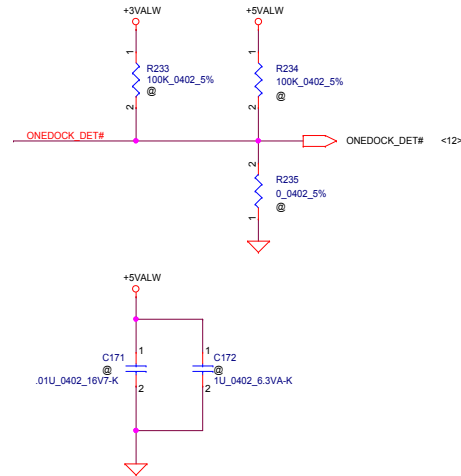 +3VALW
+5VALW
1
1
R233
100K_0402_5%
@
R234
100K_0402_5%
@
2
2
ONEDOCK_DET#
ONEDOCK_DET# <12>
2
R235
0_0402_5%
@
1
+5VALW
C171
@
.01U_0402_16V7-K
1
2
C172
@
1U_0402_6.3VA-K
1
2